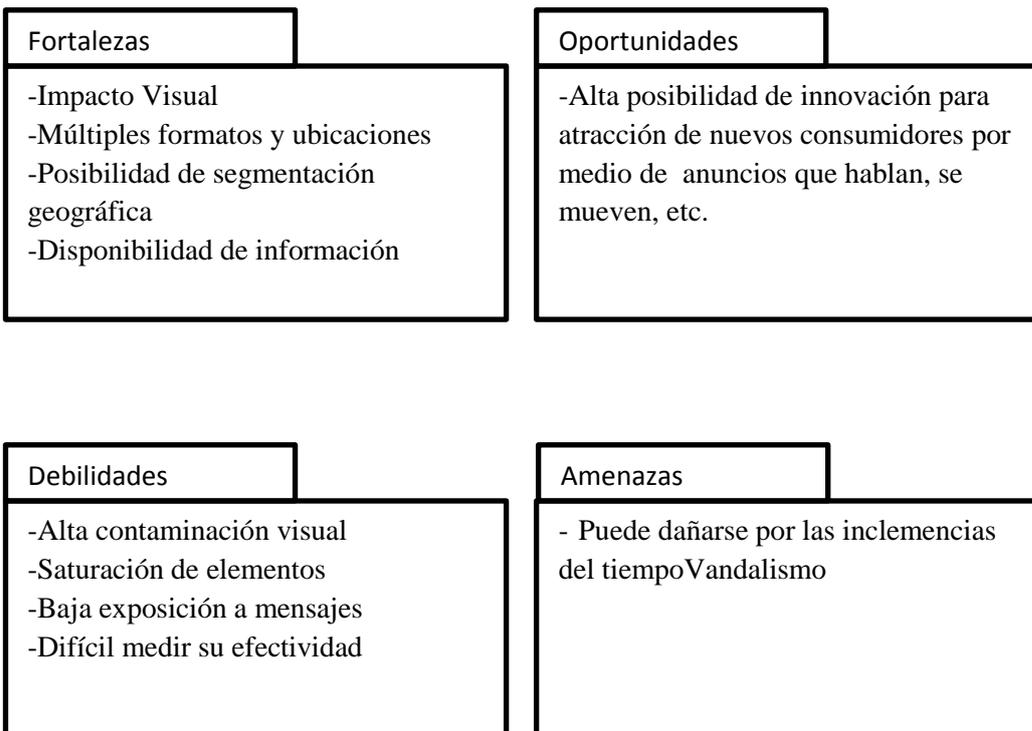 Fortalezas
-Impacto Visual
-Múltiples formatos y ubicaciones
-Posibilidad de segmentación
geográfica
-Disponibilidad de información
Oportunidades
-Alta posibilidad de innovación para
atracción de nuevos consumidores por
medio de  anuncios que hablan, se
mueven, etc.
Debilidades
-Alta contaminación visual
-Saturación de elementos
-Baja exposición a mensajes
-Difícil medir su efectividad
Amenazas
- Puede dañarse por las inclemencias
del tiempoVandalismo